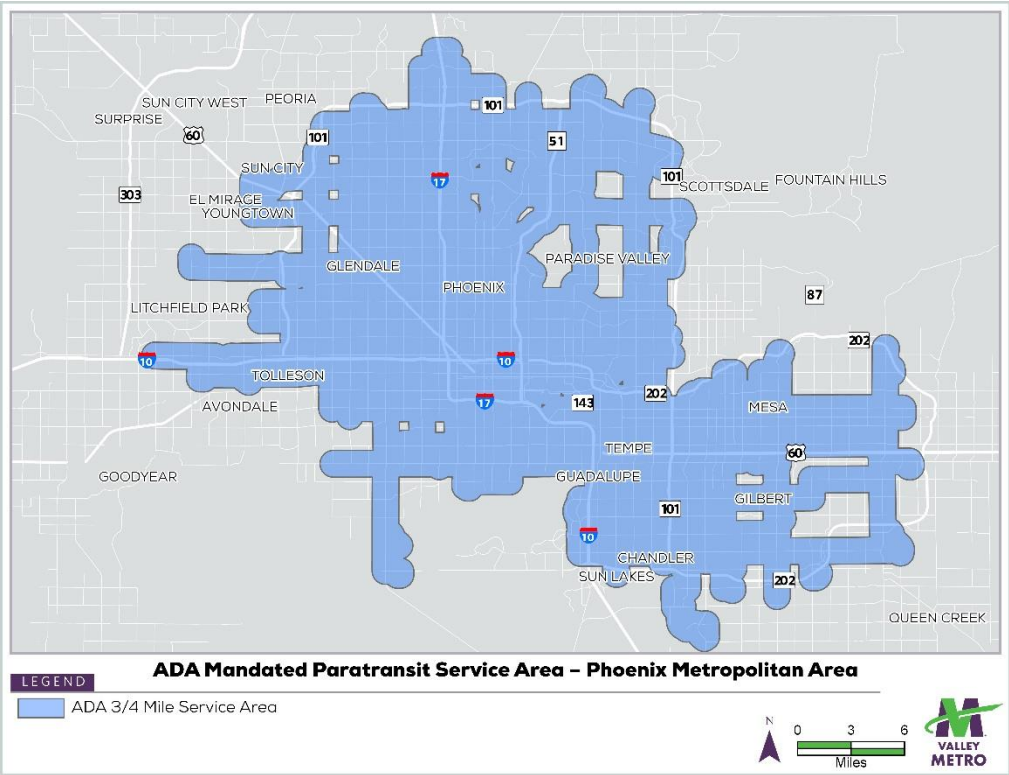 101
SUN CITY WEST
PEORIA
SURPRISE
60
101
51
SUN CITY
17
101
SCOTTSDALE
FOUNTAIN HILLS
303
EL MIRAGE
YOUNGTOWN
GLENDALE
PARADISE VALLEY
PHOENIX
87
LITCHFIELD PARK
202
10
10
TOLLESON
202
17
143
AVONDALE
MESA
TEMPE
60
GOODYEAR
GUADALUPE
GILBERT
101
10
CHANDLER
SUN LAKES
202
QUEEN CREEK
ADA Mandated Paratransit Service Area – Phoenix Metropolitan Area
LEGEND
ADA 3/4 Mile Service Area
N
0 3 6
Miles
VALLEY
METRO